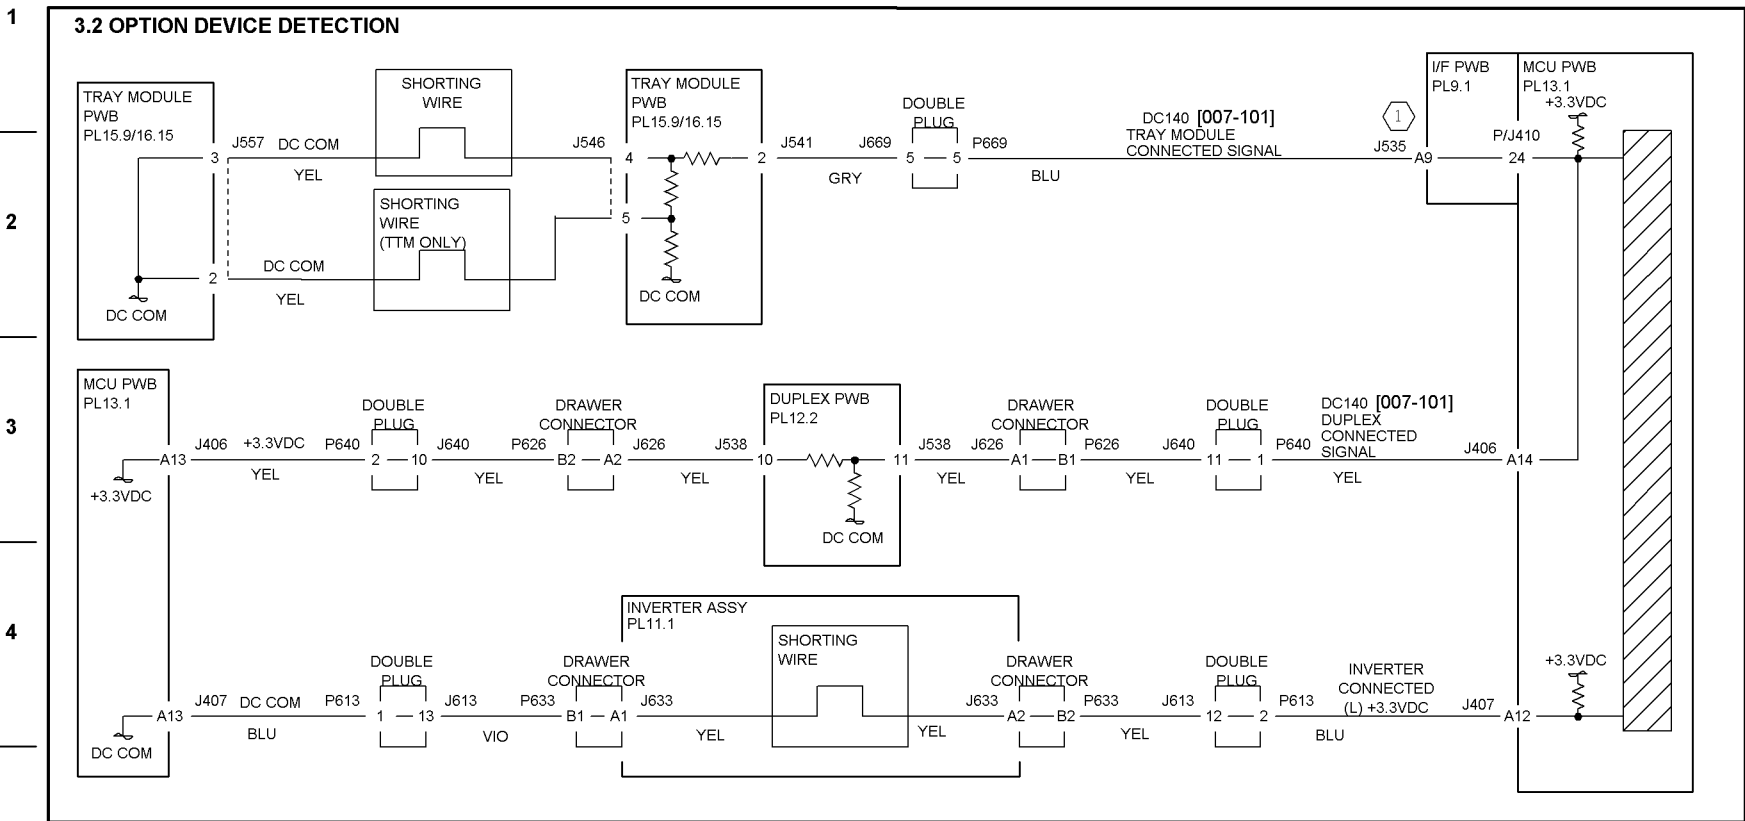 3.2 OPTION DEVICE DETECTION
1
2
3
4
TRAY MODULE
PWB
PL15.9/16.15
3
2
DC COM
J557
DC COM
YEL
DC COM
YEL
SHORTING
WIRE
SHORTING
WIRE
(TTM ONLY)
J546
TRAY MODULE
PWB
PL15.9/16.15
4
5
2
DC COM
J541
GRY
J669
DOUBLE
PLUG
5
5
P669
BLU
DC140 [007-101]
TRAY MODULE
CONNECTED SIGNAL
1
J535
A9
I/F PWB
PL9.1
MCU PWB
PL13.1
+3.3VDC
P/J410
24
MCU PWB
PL13.1
A13
+3.3VDC
J406
+3.3VDC
YEL
P640
DOUBLE
PLUG
2
10
J640
YEL
P626
DRAWER
CONNECTOR
B2
A2
J626
YEL
J538
DUPLEX PWB
PL12.2
10
11
DC COM
J538
YEL
J626
DRAWER
CONNECTOR
A1
B1
P626
YEL
J640
DOUBLE
PLUG
11
1
P640
DC140 [007-101]
DUPLEX
CONNECTED
SIGNAL
YEL
J406
A14
A13
DC COM
J407
DC COM
BLU
P613
DOUBLE
PLUG
1
13
J613
VIO
P633
DRAWER
CONNECTOR
B1
A1
J633
YEL
INVERTER ASSY
PL11.1
SHORTING
WIRE
YEL
J633
DRAWER
CONNECTOR
A2
B2
P633
YEL
J613
DOUBLE
PLUG
12
2
P613
BLU
INVERTER
CONNECTED
(L) +3.3VDC
J407
A12
+3.3VDC